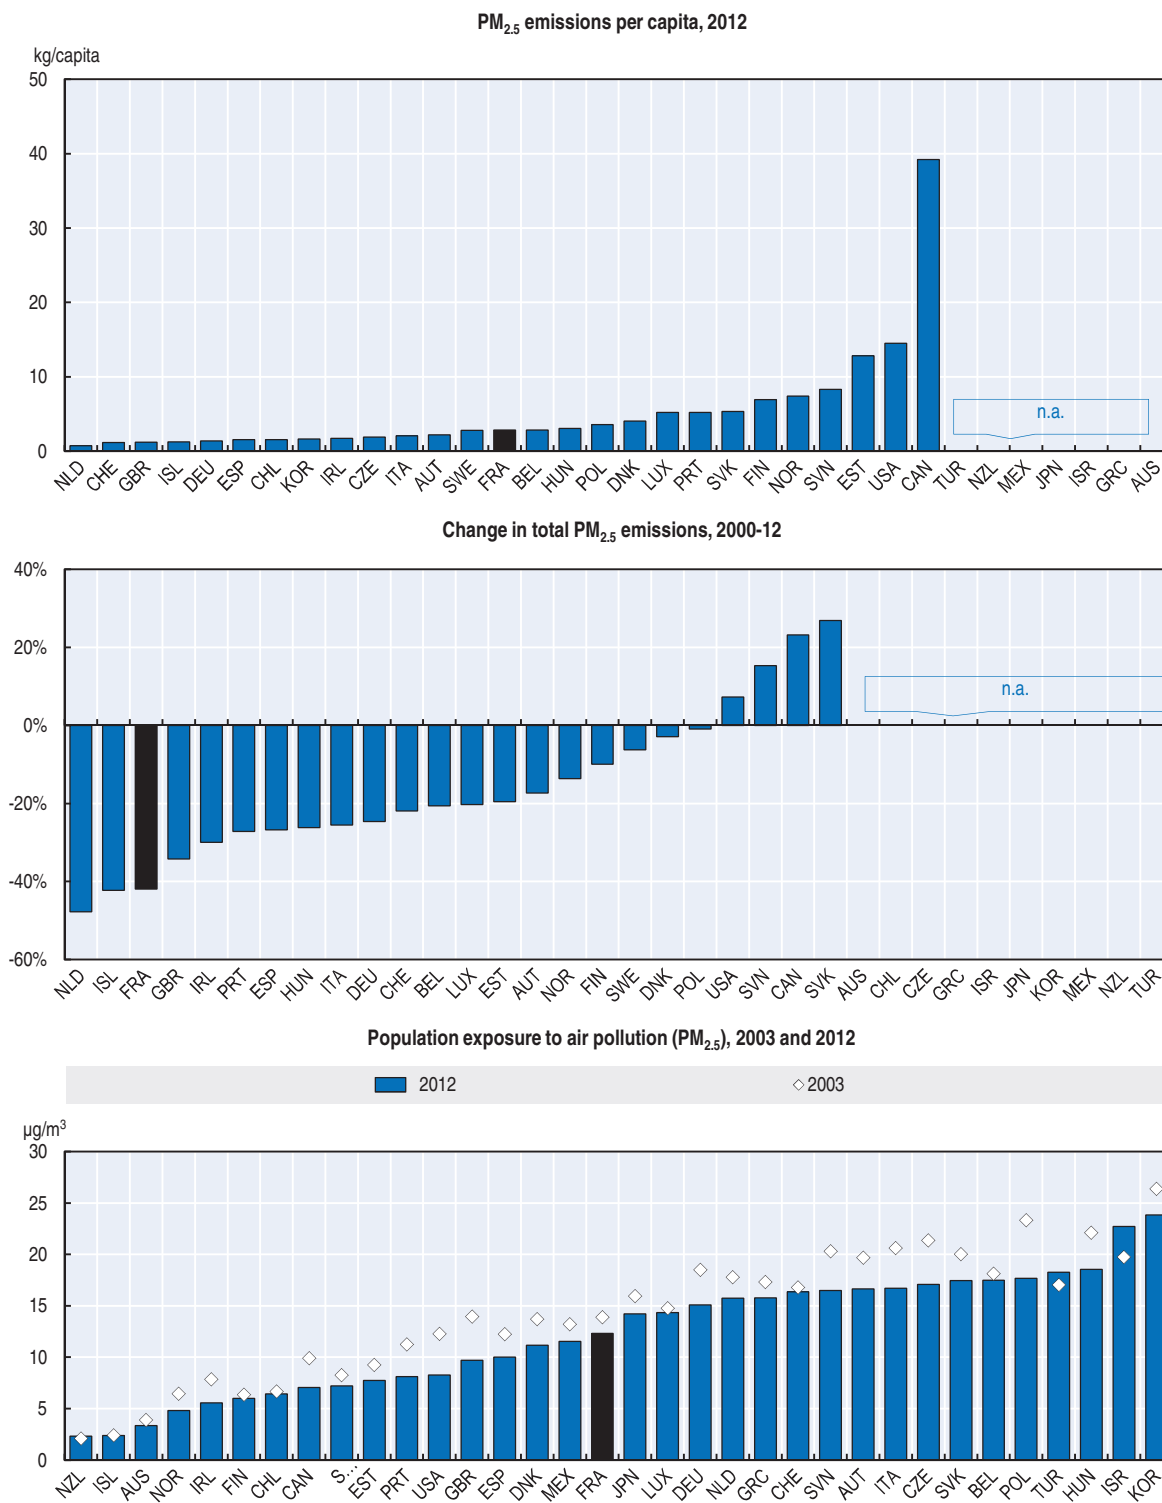 PM2.5 emissions per capita, 2012
kg/capita
50
40
30
20
10
0
NLD CHE GBR ISL DEU ESP CHL KOR IRL CZE ITA AUT SWE FRA BEL HUN POL DNK LUX PRT SVK FIN NOR SVN EST USA CAN TUR NZL MEX JPN ISR GRC AUS
n.a.
Change in total PM2.5 emissions, 2000-12
40%
20%
0%
-20%
-40%
-60%
n.a.
NLD ISL FRA GBR IRL PRT ESP HUN ITA DEU CHE BEL LUX EST AUT NOR FIN SWE DNK POL USA SVN CAN SVK AUS CHL CZE GRC ISR JPN KOR MEX NZL TUR
Population exposure to air pollution (PM2.5), 2003 and 2012
2012 2003
µg/m3
30
25
20
15
10
5
0
NZL ISL AUS NOR IRL FIN CHL CAN S... EST PRT USA GBR ESP DNK MEX FRA JPN LUX DEU NLD GRC CHE SVN AUT ITA CZE SVK BEL POL TUR HUN ISR KOR